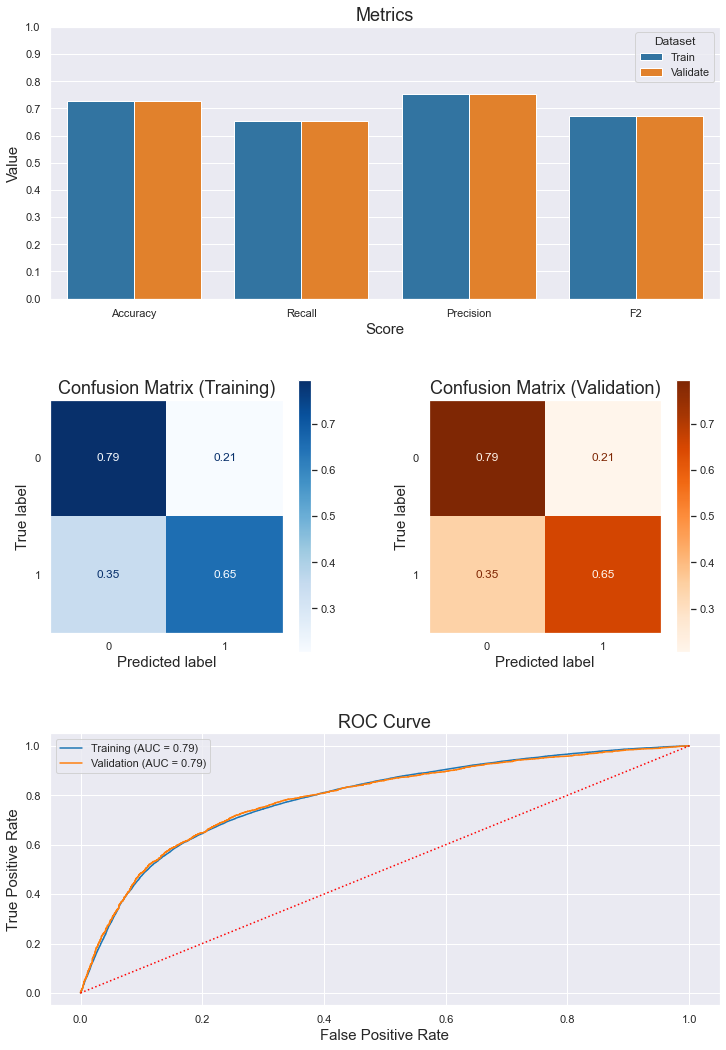 Metrics
1.0
0.9
0.8
0.7
0.6
0.5
0.4
0.3
0.2
0.1
0.0
Value
Dataset
Train
Validate
Accuracy Recall Precision F2
Score
Confusion Matrix (Training)
True label
0
1
0.79 0.21
0.35 0.65
0 1
Predicted label
0.7
0.6
0.5
0.4
0.3
Confusion Matrix (Validation)
True label
0
1
0.79 0.21
0.35 0.65
0 1
Predicted label
0.7
0.6
0.5
0.4
0.3
ROC Curve
Training (AUC = 0.79)
Validation (AUC = 0.79)
1.0
0.8
0.6
0.4
0.2
0.0
True Positive Rate
0.0 0.2 0.4 0.6 0.8 1.0
False Positive Rate